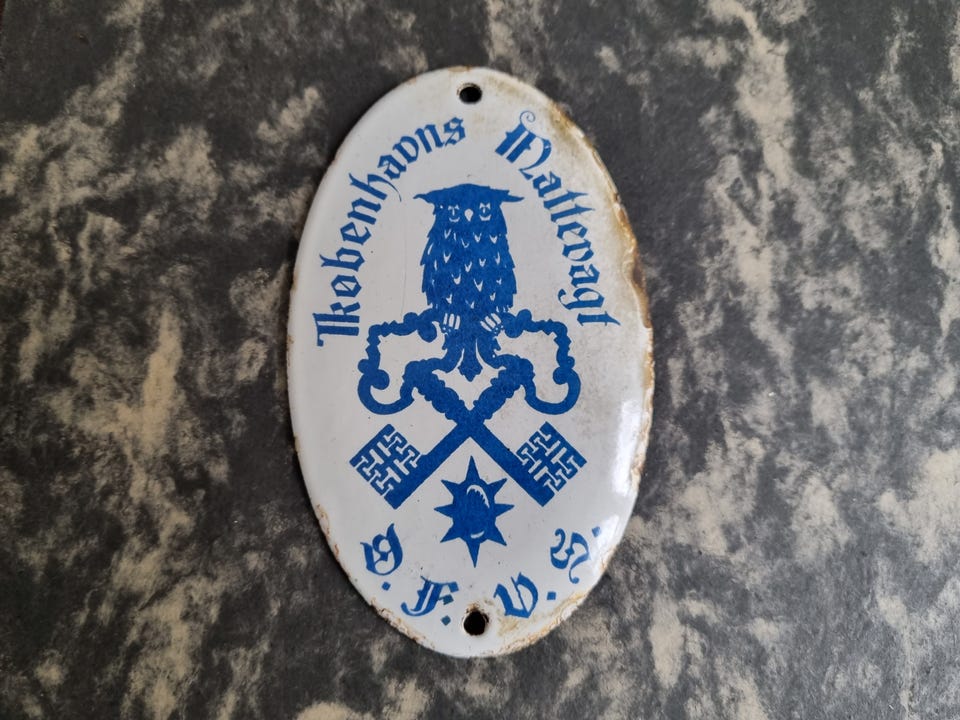 Københavns Nattevagt
D. F. V. S.